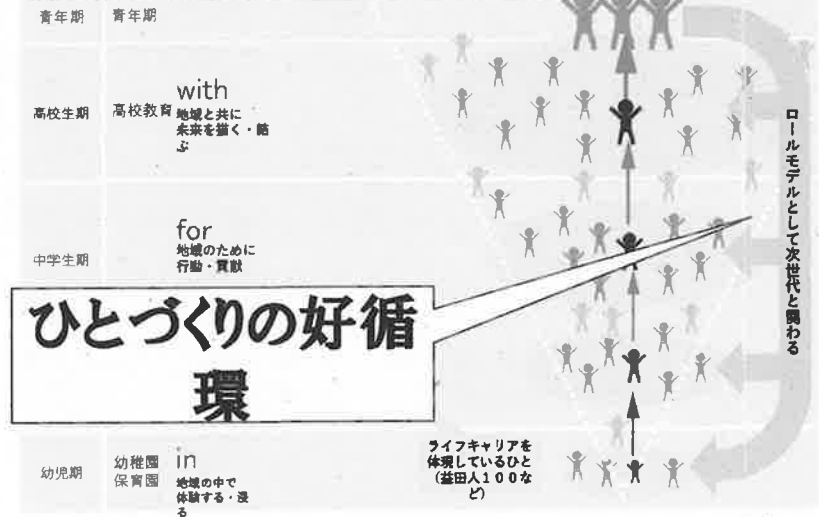 青年期
青年期
高校生期
高校教育
with
地域と共に
未来を描く・結
ぶ
中学生期
for
地域のために
行動・貢献
ひとづくりの好循
環
幼児期
幼稚園
保育園
in
地域の中で
体験する・浸
る
ライフキャリアを
体現しているひと
(益田人100な
ど)
ロールモデルとして次世代と関わる